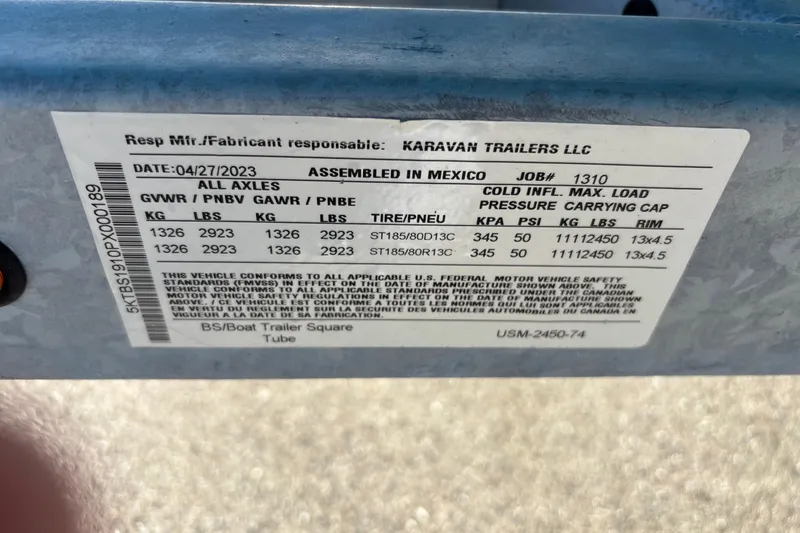 Resp Mfr./Fabricant responsable: KARAVAN TRAILERS LLC
DATE:04/27/2023 ASSEMBLED IN MEXICO JOB# 1310
ALL AXLES COLD INFL. MAX. LOAD
GVWR / PNBV GAWR / PNBE PRESSURE CARRYING CAP
KG LBS KG LBS TIRE/PNEU KPA PSI KG LBS RIM
1326 2923 1326 2923 ST185/80D13C 345 50 11112450 13x4.5
1326 2923 1326 2923 ST185/80R13C 345 50 11112450 13x4.5
THIS VEHICLE CONFORMS TO ALL APPLICABLE U.S. FEDERAL MOTOR VEHICLE SAFETY
STANDARDS (FMVSS) IN EFFECT ON THE DATE OF MANUFACTURE SHOWN ABOVE. THIS
VEHICLE CONFORMS TO ALL APPLICABLE STANDARDS PRESCRIBED UNDER THE CANADIAN
MOTOR VEHICLE SAFETY REGULATIONS IN EFFECT ON THE DATE OF MANUFACTURE SHOWN
ABOVE. / CE VEHICULE EST CONFORME A TOUTES LES NORMES QUI LUI SONT APPLICABLES
EN VERTU DU REGLEMENT SUR LA SECURITE DES VEHICULES AUTOMOBILES DU CANADA EN
VIGUEUR A LA DATE DE SA FABRICATION.
BS/Boat Trailer Square USM-2450-74
Tube
5KTBS1910PX000189